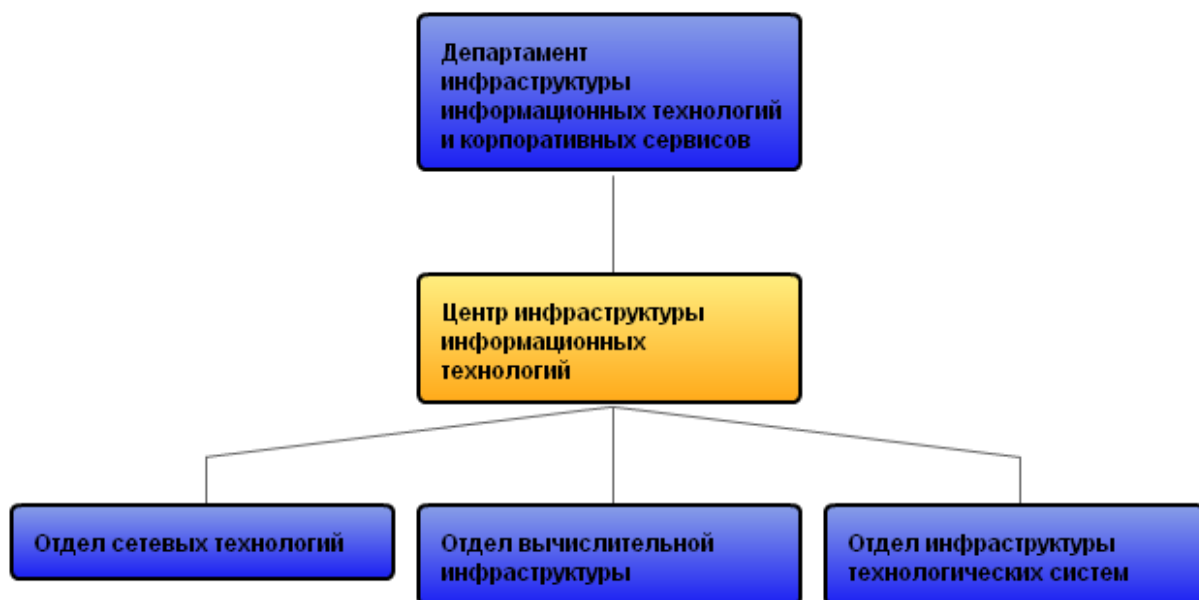 Департамент
инфраструктуры
информационных технологий
и корпоративных сервисов
Центр инфраструктуры
информационных
технологий
Отдел сетевых технологий
Отдел вычислительной
инфраструктуры
Отдел инфраструктуры
технологических систем